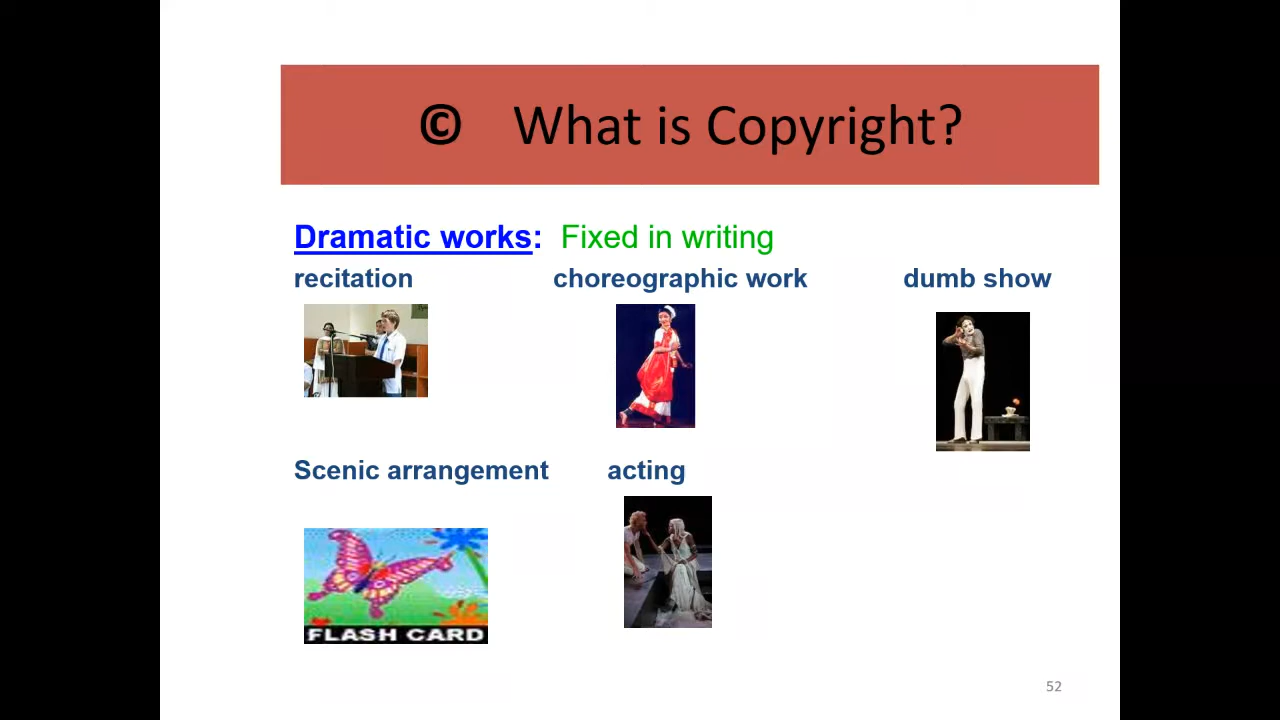 © What is Copyright?
Dramatic works: Fixed in writing
recitation choreographic work dumb show
Scenic arrangement acting
FLASH CARD
52